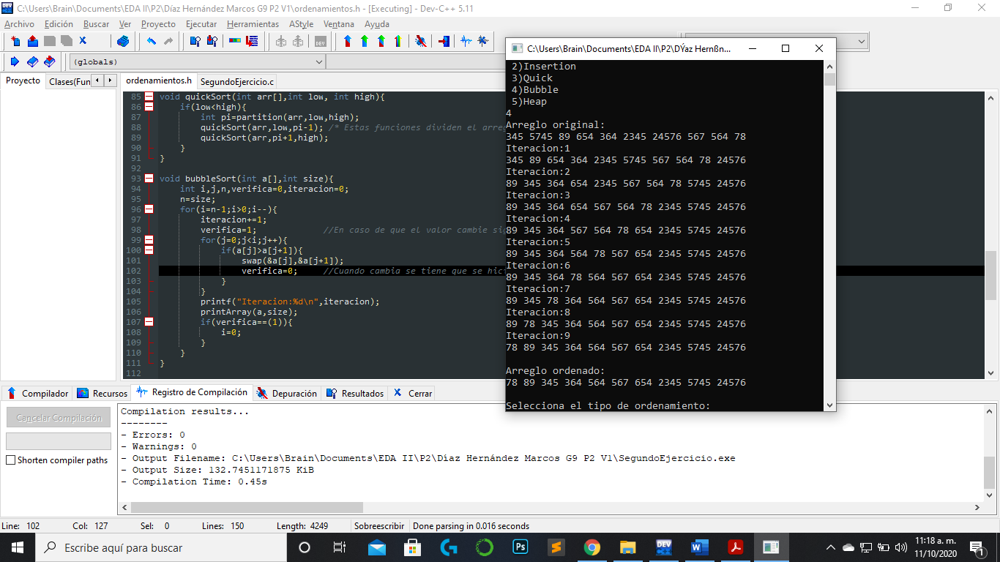 C:\Users\Brain\Documents\EDA II\P2\Díaz Hernández Marcos G9 P2 V1\ordenamientos.h - [Executing] - Dev-C++ 5.11
Archivo Edición Buscar Ver Proyecto Ejecutar Herramientas AStyle Ventana Ayuda
(globals)
Proyecto Clases(Fun
ordenamientos.h SegundoEjercicio.c
85 void quickSort(int arr[],int low, int high){
86 if(low<high){
87 int pi=partition(arr,low,high);
88 quickSort(arr,low,pi-1); /* Estas funciones dividen el arreg
89 quickSort(arr,pi+1,high);
90 }
91 }
92
93 void bubbleSort(int a[],int size){
94 int i,j,n,verifica=0,iteracion=0;
95 n=size;
96 for(i=n-1;i>0;i--){
97 iteracion+=1;
98 verifica=1; //En caso de que el valor cambie sig
99 for(j=0;j<i;j++){
100 if(a[j]>a[j+1]){
101 swap(&a[j],&a[j+1]);
102 verifica=0; //Cuando cambia se tiene que se hici
103 }
104 }
105 printf("Iteracion:%d\n",iteracion);
106 printArray(a,size);
107 if(verifica==(1)){
108 i=0;
109 }
110 }
111 }
112
C:\Users\Brain\Documents\EDA II\P2\DÝaz Hernßn...
2)Insertion
3)Quick
4)Bubble
5)Heap
4
Arreglo original:
345 5745 89 654 364 2345 24576 567 564 78
Iteracion:1
345 89 654 364 2345 5745 567 564 78 24576
Iteracion:2
89 345 364 654 2345 567 564 78 5745 24576
Iteracion:3
89 345 364 654 567 564 78 2345 5745 24576
Iteracion:4
89 345 364 567 564 78 654 2345 5745 24576
Iteracion:5
89 345 364 564 78 567 654 2345 5745 24576
Iteracion:6
89 345 364 78 564 567 654 2345 5745 24576
Iteracion:7
89 345 78 364 564 567 654 2345 5745 24576
Iteracion:8
89 78 345 364 564 567 654 2345 5745 24576
Iteracion:9
78 89 345 364 564 567 654 2345 5745 24576
Arreglo ordenado:
78 89 345 364 564 567 654 2345 5745 24576
Selecciona el tipo de ordenamiento:
Compilador Recursos Registro de Compilación Depuración Resultados Cerrar
Cancelar Compilación
Shorten compiler paths
Compilation results...
--------
- Errors: 0
- Warnings: 0
- Output Filename: C:\Users\Brain\Documents\EDA II\P2\Díaz Hernández Marcos G9 P2 V1\SegundoEjercicio.exe
- Output Size: 132.7451171875 KiB
- Compilation Time: 0.45s
Line: 102 Col: 127 Sel: 0 Lines: 150 Length: 4249 Sobreescribir Done parsing in 0.016 seconds
Escribe aquí para buscar
11:18 a. m.
11/10/2020